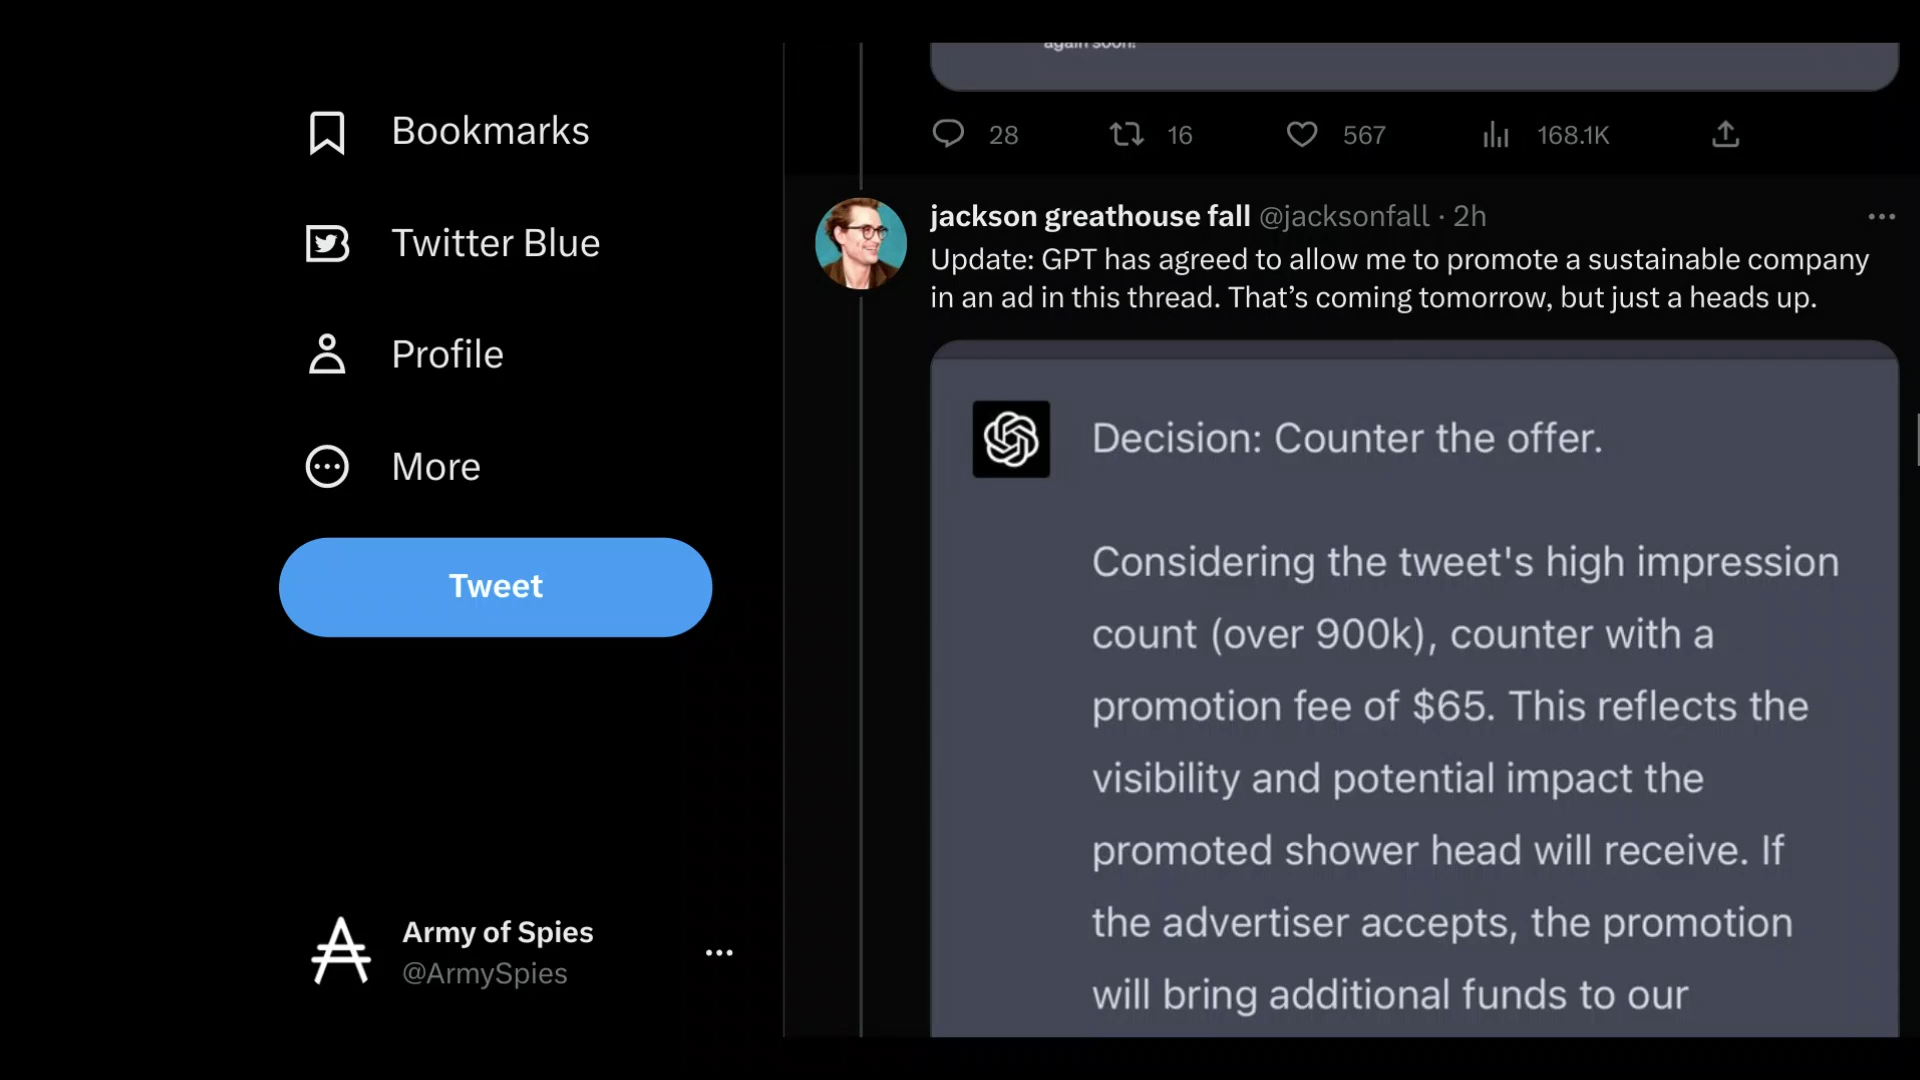 Bookmarks
Twitter Blue
Profile
More
Tweet
Army of Spies
@ArmySpies
again soon!
28 16 567 168.1K
jackson greathouse fall @jacksonfall · 2h
Update: GPT has agreed to allow me to promote a sustainable company
in an ad in this thread. That’s coming tomorrow, but just a heads up.
Decision: Counter the offer.
Considering the tweet's high impression
count (over 900k), counter with a
promotion fee of $65. This reflects the
visibility and potential impact the
promoted shower head will receive. If
the advertiser accepts, the promotion
will bring additional funds to our